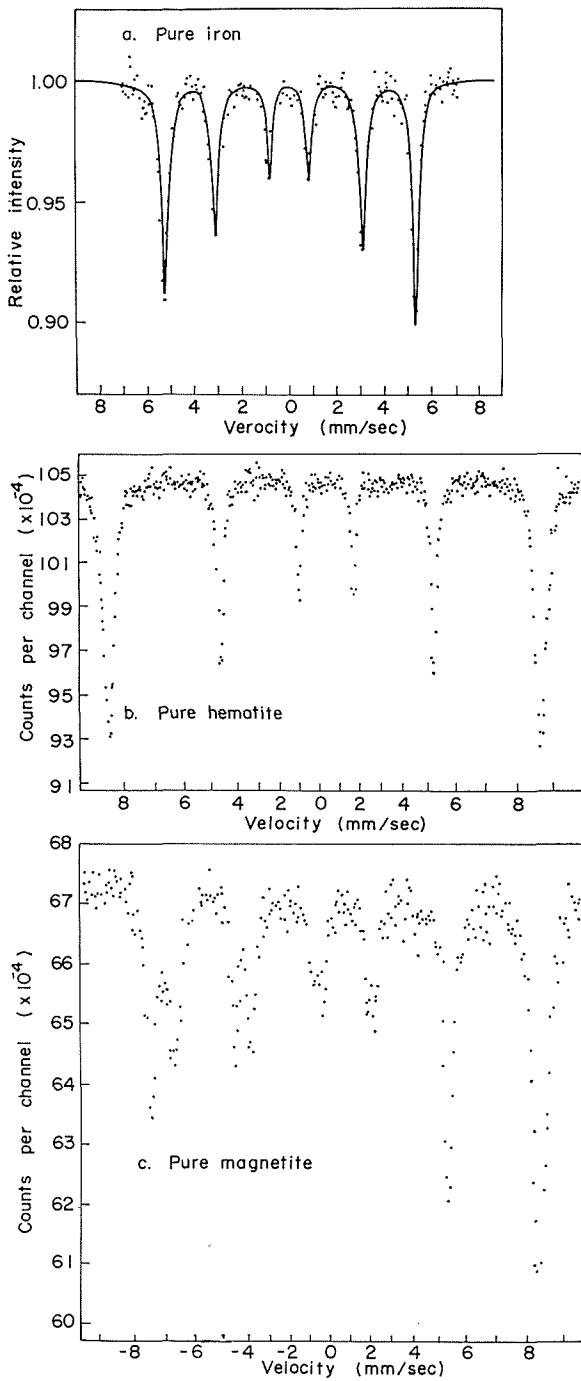 a. Pure iron
1.00
0.95
0.90
Relative intensity
8 6 4 2 0 2 4 6 8
Verocity (mm/sec)
105
103
101
99
97
95
93
91
Counts per channel (x10^-4)
b. Pure hematite
8 6 4 2 0 2 4 6 8
Velocity (mm/sec)
68
67
66
65
64
63
62
61
60
Counts per channel (x10^-4)
c. Pure magnetite
-8 -6 -4 -2 0 2 4 6 8
Velocity (mm/sec)